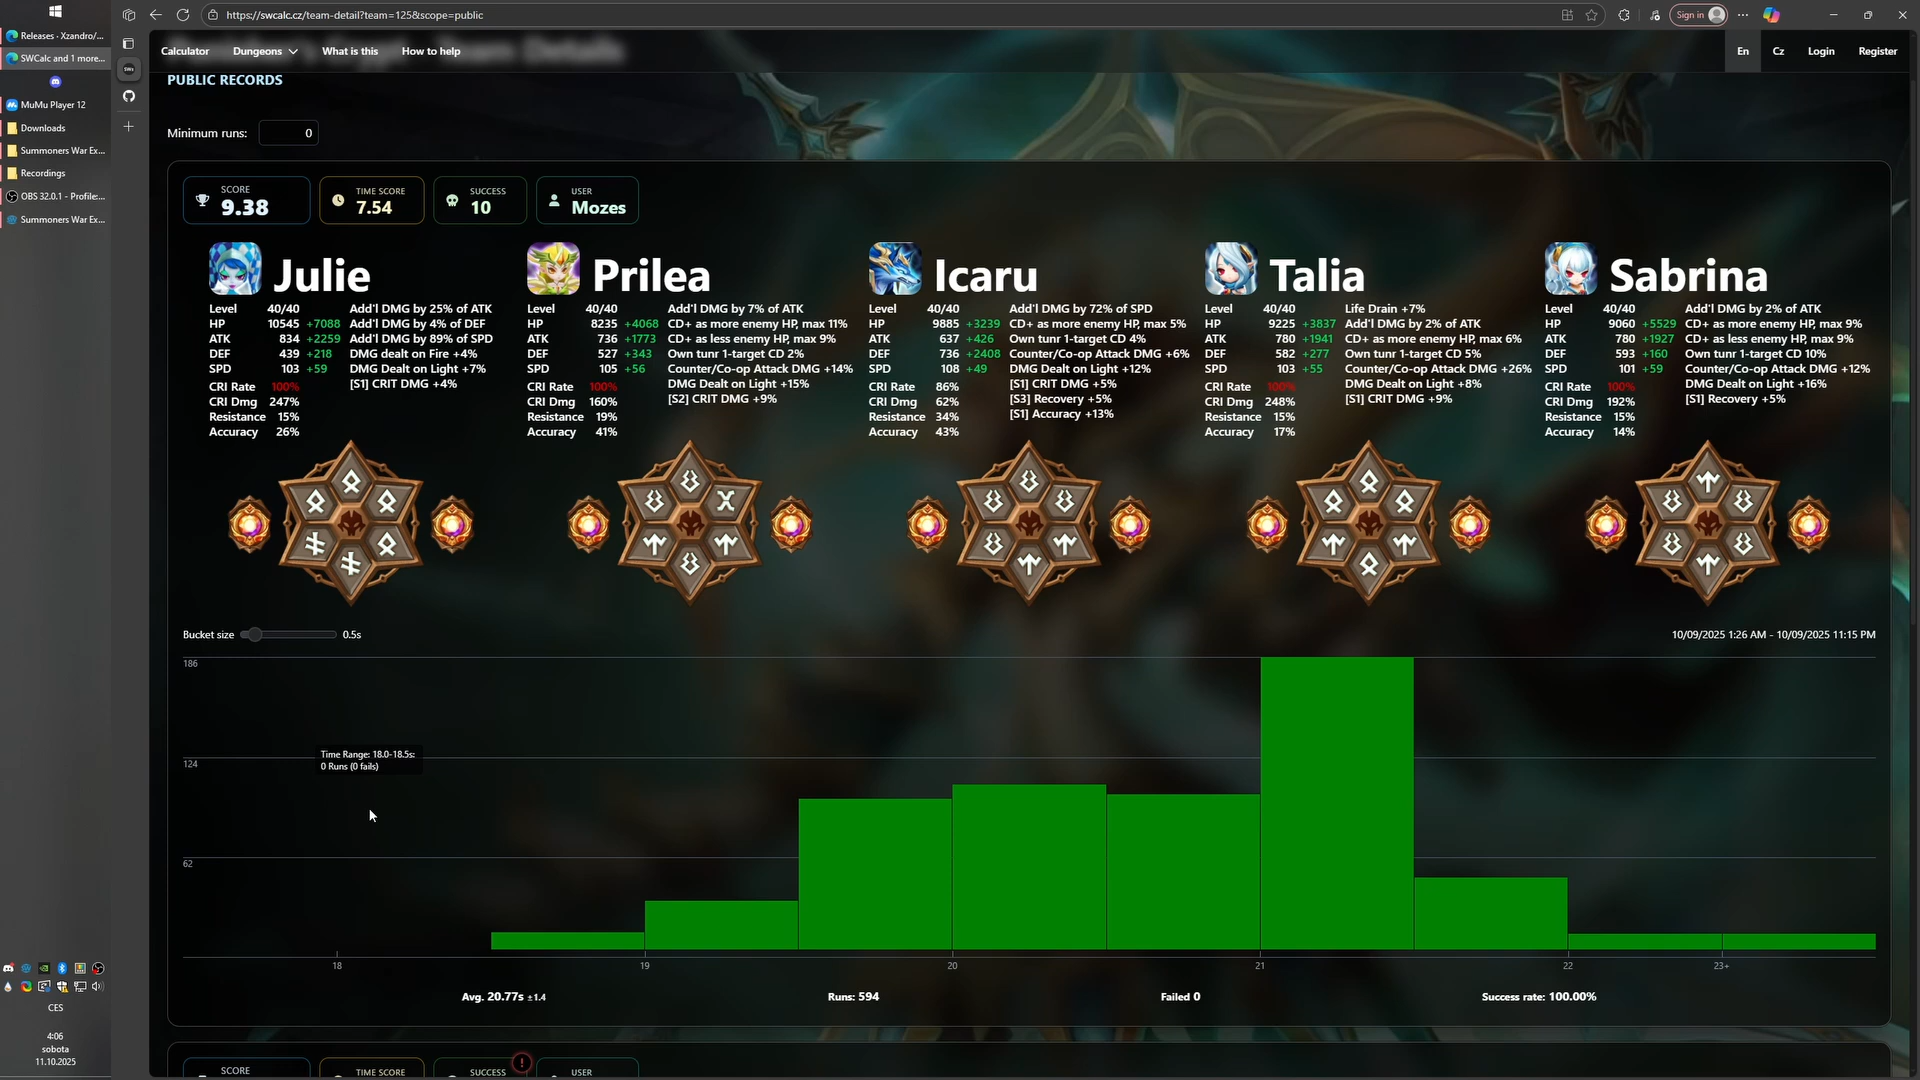 https://swcalc.cz/team-detail?team=125&scope=public
Sign in
Releases · Xzandro/...
SWCalc and 1 more...
MuMu Player 12
Downloads
Summoners War Ex...
Recordings
OBS 32.0.1 - Profile:...
Summoners War Ex...
Calculator
Dungeons
What is this
How to help
En
Cz
Login
Register
Team Details
PUBLIC RECORDS
Minimum runs: 0
SCORE
9.38
TIME SCORE
7.54
SUCCESS
10
USER
Mozes
Julie
Level 40/40
HP 10545 +7088
ATK 834 +2259
DEF 439 +218
SPD 103 +59
CRI Rate 100%
CRI Dmg 247%
Resistance 15%
Accuracy 26%
Add'l DMG by 25% of ATK
Add'l DMG by 4% of DEF
Add'l DMG by 89% of SPD
DMG dealt on Fire +4%
DMG Dealt on Light +7%
[S1] CRIT DMG +4%
Prilea
Level 40/40
HP 8235 +4068
ATK 736 +1773
DEF 527 +343
SPD 105 +56
CRI Rate 100%
CRI Dmg 160%
Resistance 19%
Accuracy 41%
Add'l DMG by 7% of ATK
CD+ as more enemy HP, max 11%
CD+ as less enemy HP, max 9%
Own tunr 1-target CD 2%
Counter/Co-op Attack DMG +14%
DMG Dealt on Light +15%
[S2] CRIT DMG +9%
Icaru
Level 40/40
HP 9885 +3239
ATK 637 +426
DEF 736 +2408
SPD 108 +49
CRI Rate 86%
CRI Dmg 62%
Resistance 34%
Accuracy 43%
Add'l DMG by 72% of SPD
CD+ as more enemy HP, max 5%
Own tunr 1-target CD 4%
Counter/Co-op Attack DMG +6%
DMG Dealt on Light +12%
[S1] CRIT DMG +5%
[S3] Recovery +5%
[S1] Accuracy +13%
Talia
Level 40/40
HP 9225 +3837
ATK 780 +1941
DEF 582 +277
SPD 103 +55
CRI Rate 100%
CRI Dmg 248%
Resistance 15%
Accuracy 17%
Life Drain +7%
Add'l DMG by 2% of ATK
CD+ as more enemy HP, max 6%
Own tunr 1-target CD 5%
Counter/Co-op Attack DMG +26%
DMG Dealt on Light +8%
[S1] CRIT DMG +9%
Sabrina
Level 40/40
HP 9060 +5529
ATK 780 +1927
DEF 593 +160
SPD 101 +59
CRI Rate 100%
CRI Dmg 192%
Resistance 15%
Accuracy 14%
Add'l DMG by 2% of ATK
CD+ as more enemy HP, max 9%
CD+ as less enemy HP, max 9%
Own tunr 1-target CD 10%
Counter/Co-op Attack DMG +12%
DMG Dealt on Light +16%
[S1] Recovery +5%
Bucket size 0.5s
10/09/2025 1:26 AM - 10/09/2025 11:15 PM
186
124
62
Time Range: 18.0-18.5s:
0 Runs (0 fails)
18 19 20 21 22 23+
Avg. 20.77s ±1.4
Runs: 594
Failed 0
Success rate: 100.00%
SCORE
TIME SCORE
SUCCESS
USER
CES
4:06
sobota
11.10.2025